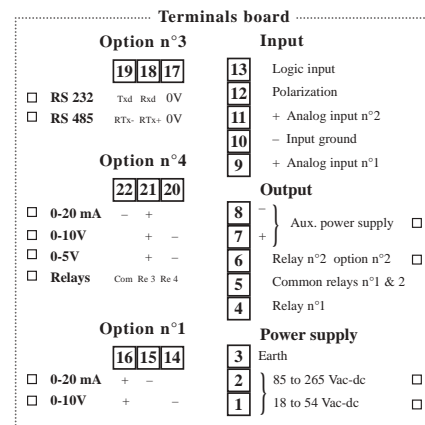 Terminals board
Option n°3
19 18 17
RS 232 Txd Rxd 0V
RS 485 RTx- RTx+ 0V
Option n°4
22 21 20
0-20 mA – +
0-10V + –
0-5V + –
Relays Com Re 3 Re 4
Option n°1
16 15 14
0-20 mA + –
0-10V + –
Input
13 Logic input
12 Polarization
11 + Analog input n°2
10 – Input ground
9 + Analog input n°1
Output
8 –
Aux. power supply
7 +
6 Relay n°2 option n°2
5 Common relays n°1 & 2
4 Relay n°1
Power supply
3 Earth
2 85 to 265 Vac-dc
1 18 to 54 Vac-dc